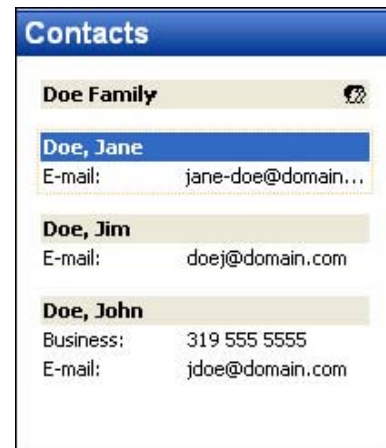 Contacts
Doe Family
Doe, Jane
E-mail: jane-doe@domain...
Doe, Jim
E-mail: doej@domain.com
Doe, John
Business: 319 555 5555
E-mail: jdoe@domain.com